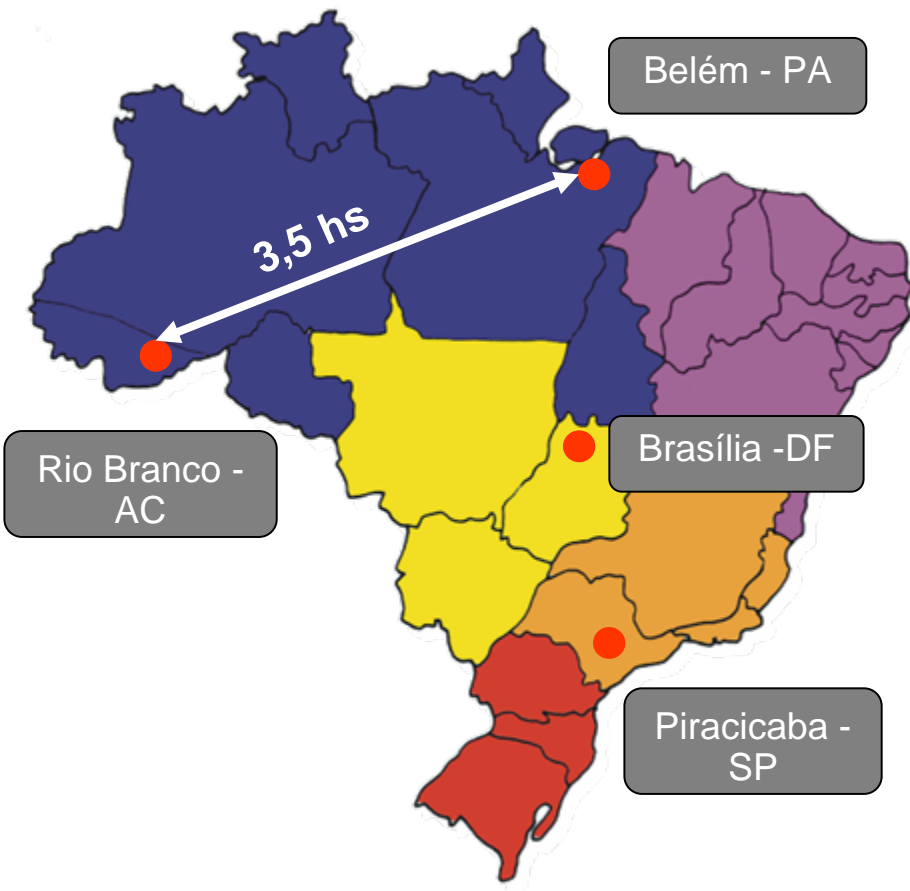 Belém - PA
3,5 hs
Rio Branco -
AC
Brasília -DF
Piracicaba -
SP